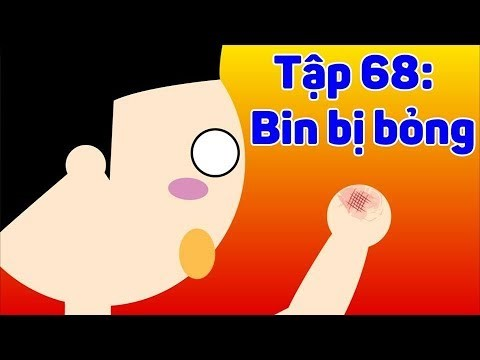 Tập 68:
Bin bị bỏng